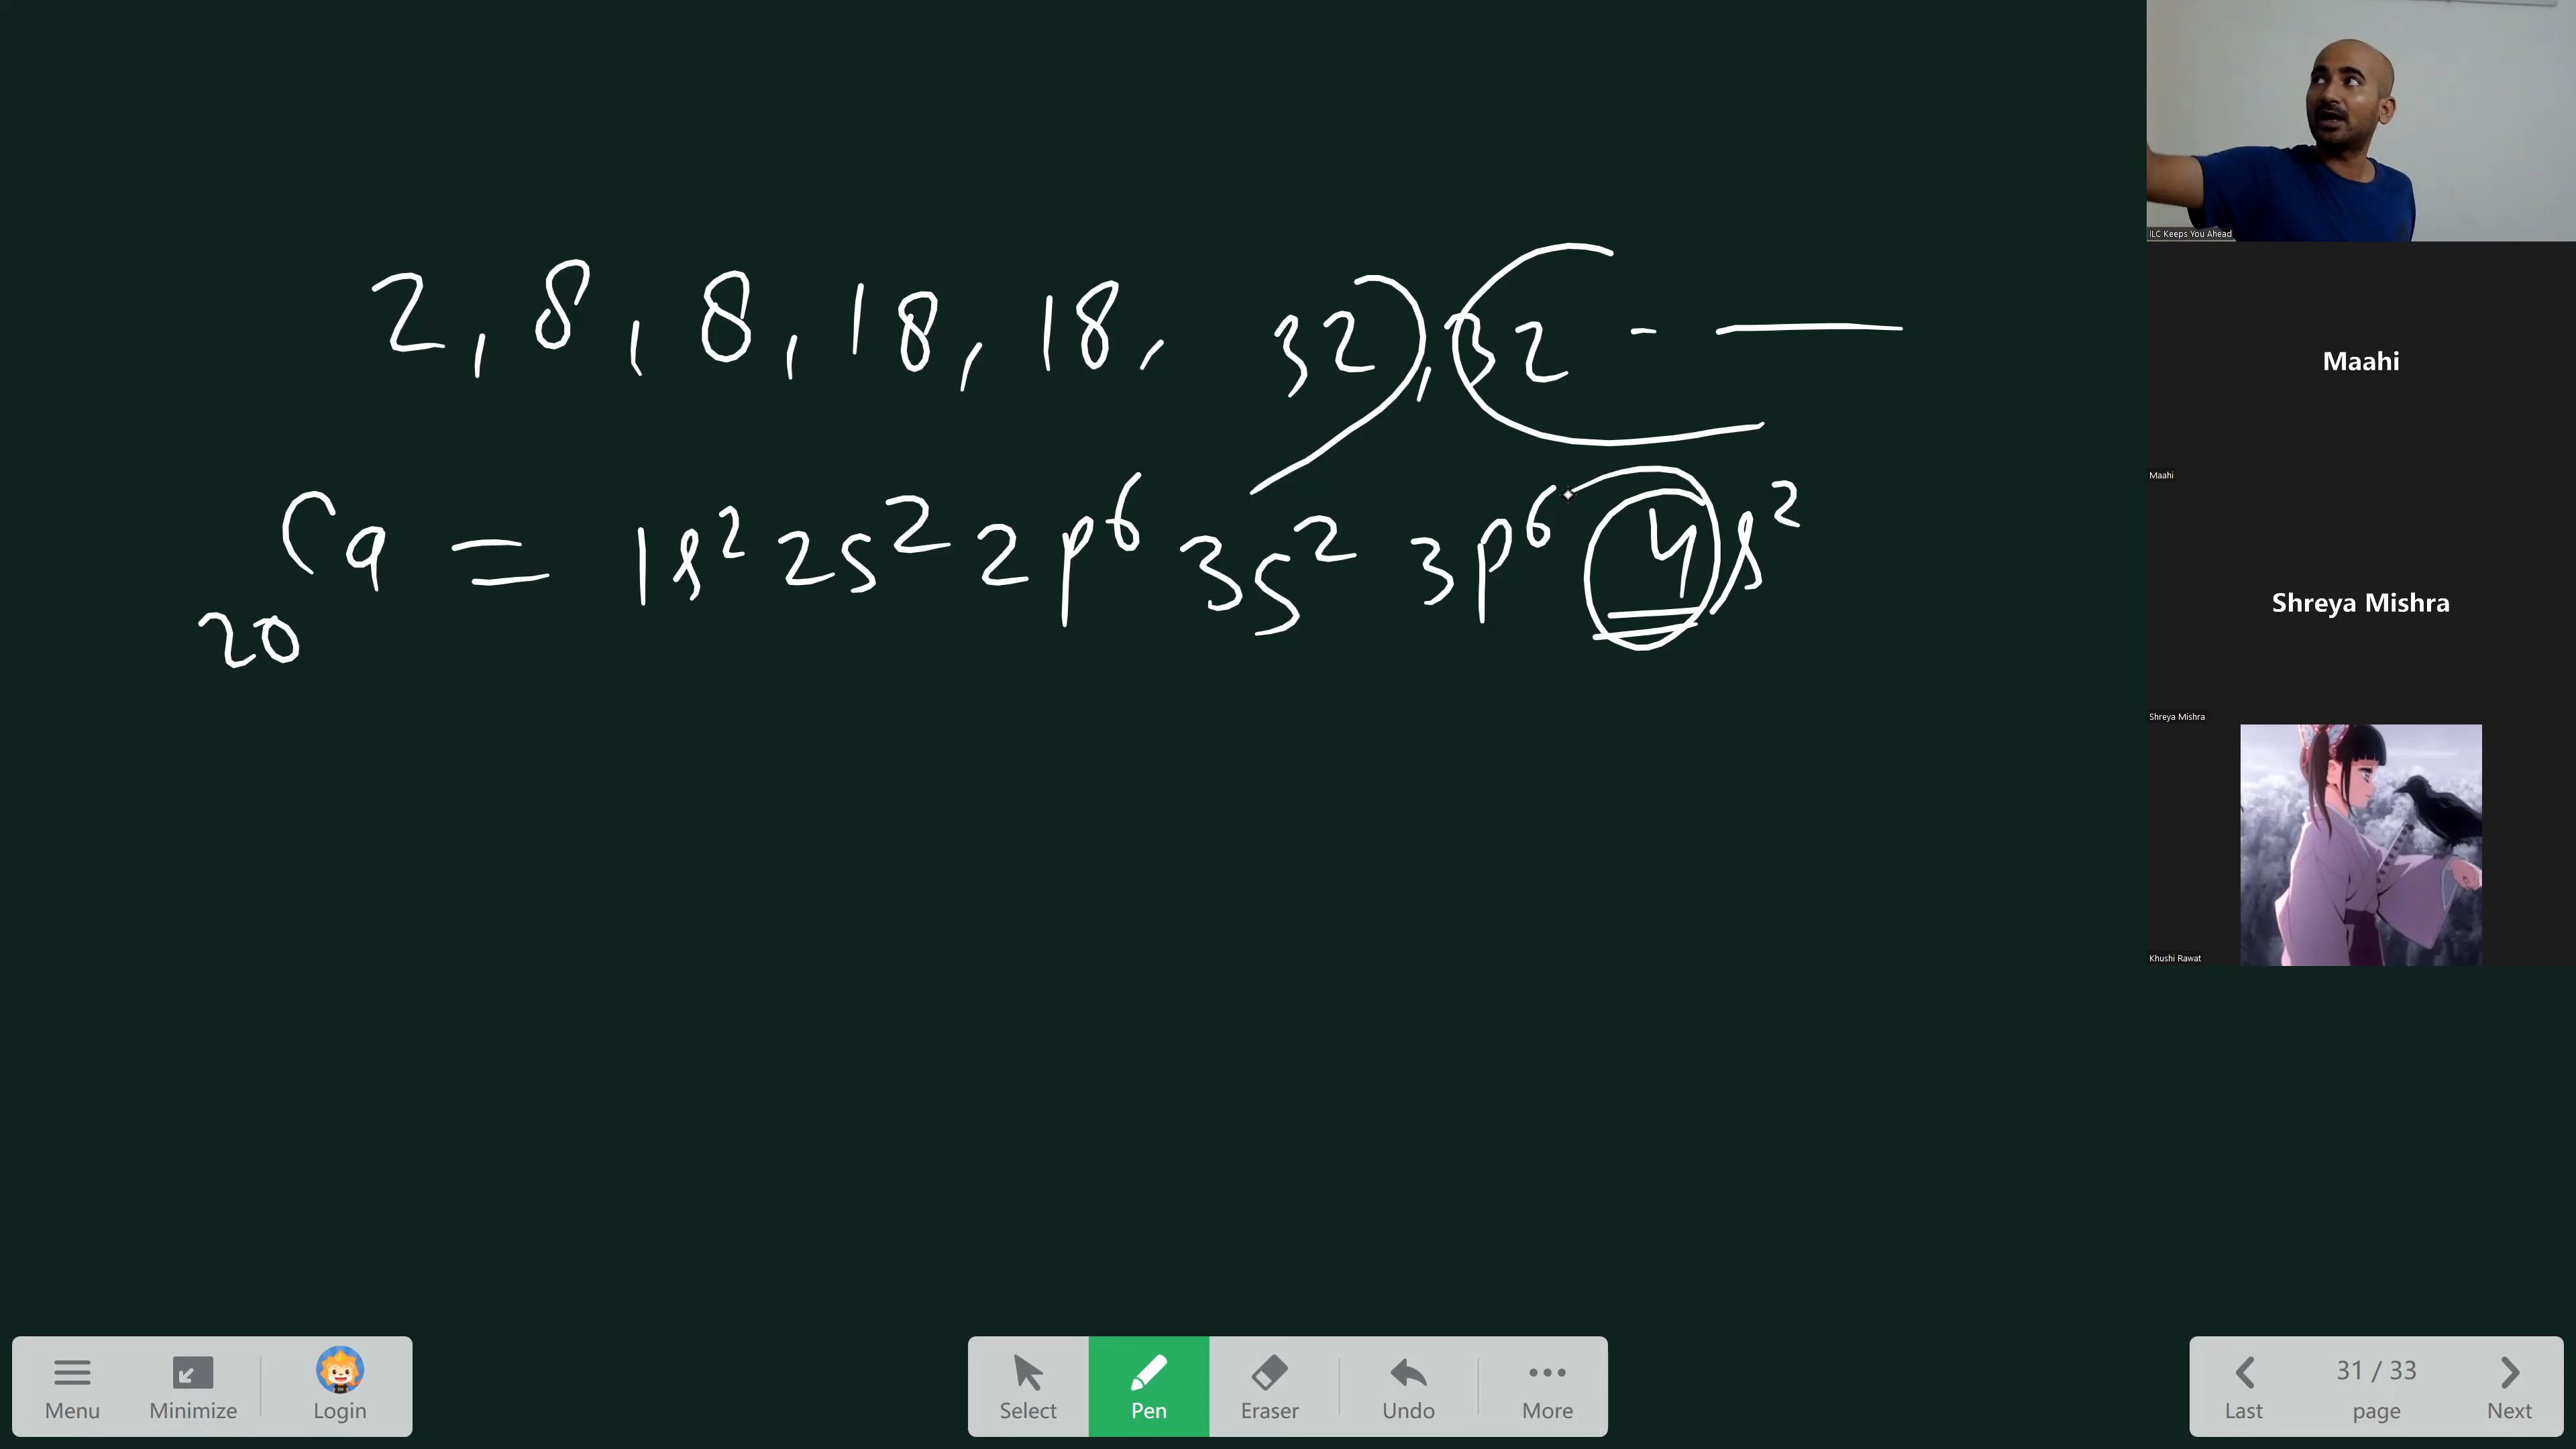 ILC Keeps You Ahead
2, 8, 8, 18, 18, 32, 32 - —
Ca = 1s² 2s² 2p⁶ 3s² 3p⁶ 4s²
20
Maahi
Maahi
Shreya Mishra
Shreya Mishra
Khushi Rawat
Menu Minimize Login
Select Pen Eraser Undo More
31 / 33
Last page Next